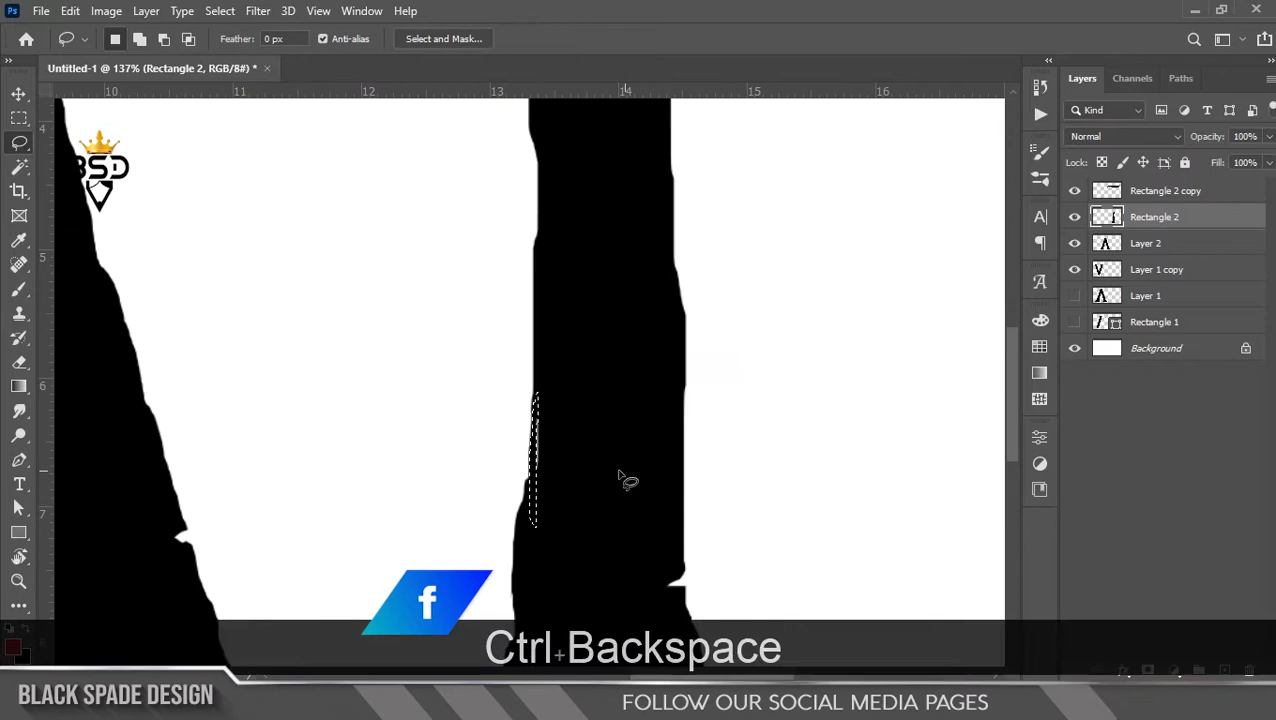 Ps File Edit Image Layer Type Select Filter 3D View Window Help
Feather: 0 px Anti-alias Select and Mask...
Untitled-1 @ 137% (Rectangle 2, RGB/8#) * ×
10 11 12 13 14 15 16
4
5
6
7
BSD
Layers Channels Paths
Kind
Normal Opacity: 100%
Lock: Fill: 100%
Rectangle 2 copy
Rectangle 2
Layer 2
Layer 1 copy
Layer 1
Rectangle 1
Background
f
Ctrl+Backspace
BLACK SPADE DESIGN
FOLLOW OUR SOCIAL MEDIA PAGES